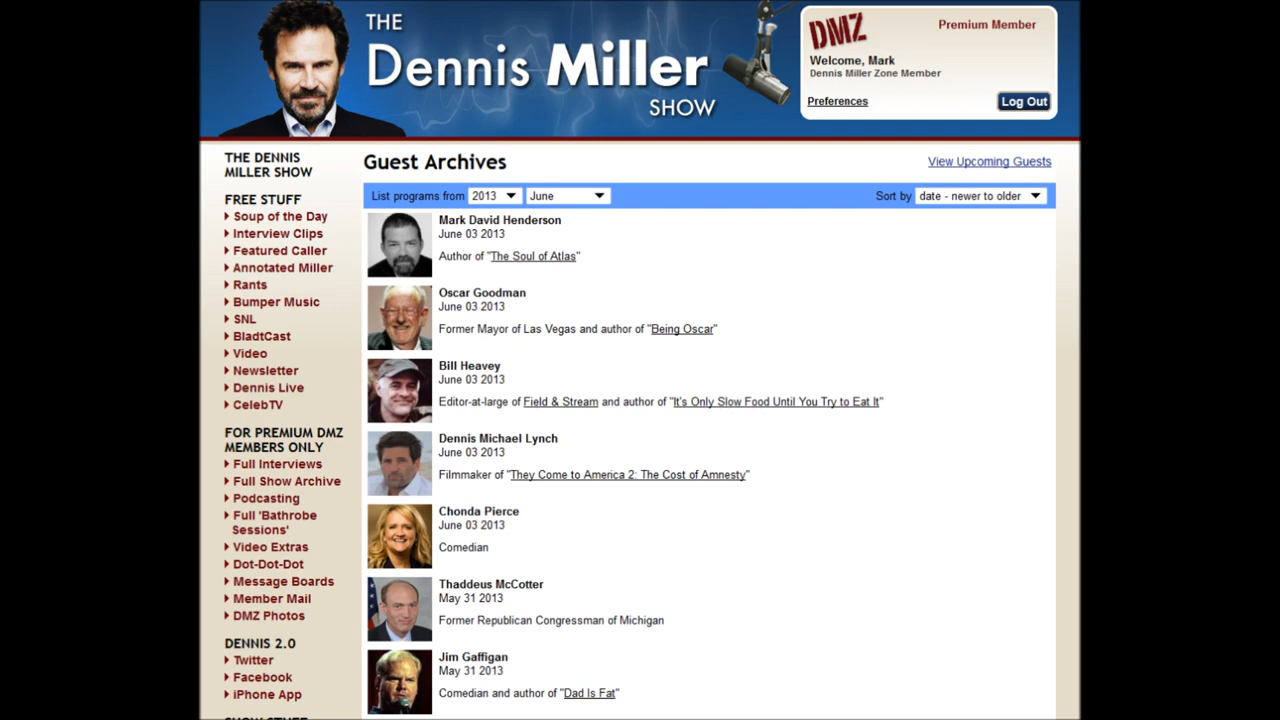 THE
Dennis Miller
SHOW
DMZ
Premium Member
Welcome, Mark
Dennis Miller Zone Member
Preferences
Log Out
THE DENNIS
MILLER SHOW
FREE STUFF
Soup of the Day
Interview Clips
Featured Caller
Annotated Miller
Rants
Bumper Music
SNL
BladtCast
Video
Newsletter
Dennis Live
CelebTV
FOR PREMIUM DMZ
MEMBERS ONLY
Full Interviews
Full Show Archive
Podcasting
Full 'Bathrobe
Sessions'
Video Extras
Dot-Dot-Dot
Message Boards
Member Mail
DMZ Photos
DENNIS 2.0
Twitter
Facebook
iPhone App
SHOW STUFF
Guest Archives
View Upcoming Guests
List programs from 2013 June
Sort by date - newer to older
Mark David Henderson
June 03 2013
Author of "The Soul of Atlas"
Oscar Goodman
June 03 2013
Former Mayor of Las Vegas and author of "Being Oscar"
Bill Heavey
June 03 2013
Editor-at-large of Field & Stream and author of "It's Only Slow Food Until You Try to Eat It"
Dennis Michael Lynch
June 03 2013
Filmmaker of "They Come to America 2: The Cost of Amnesty"
Chonda Pierce
June 03 2013
Comedian
Thaddeus McCotter
May 31 2013
Former Republican Congressman of Michigan
Jim Gaffigan
May 31 2013
Comedian and author of "Dad Is Fat"